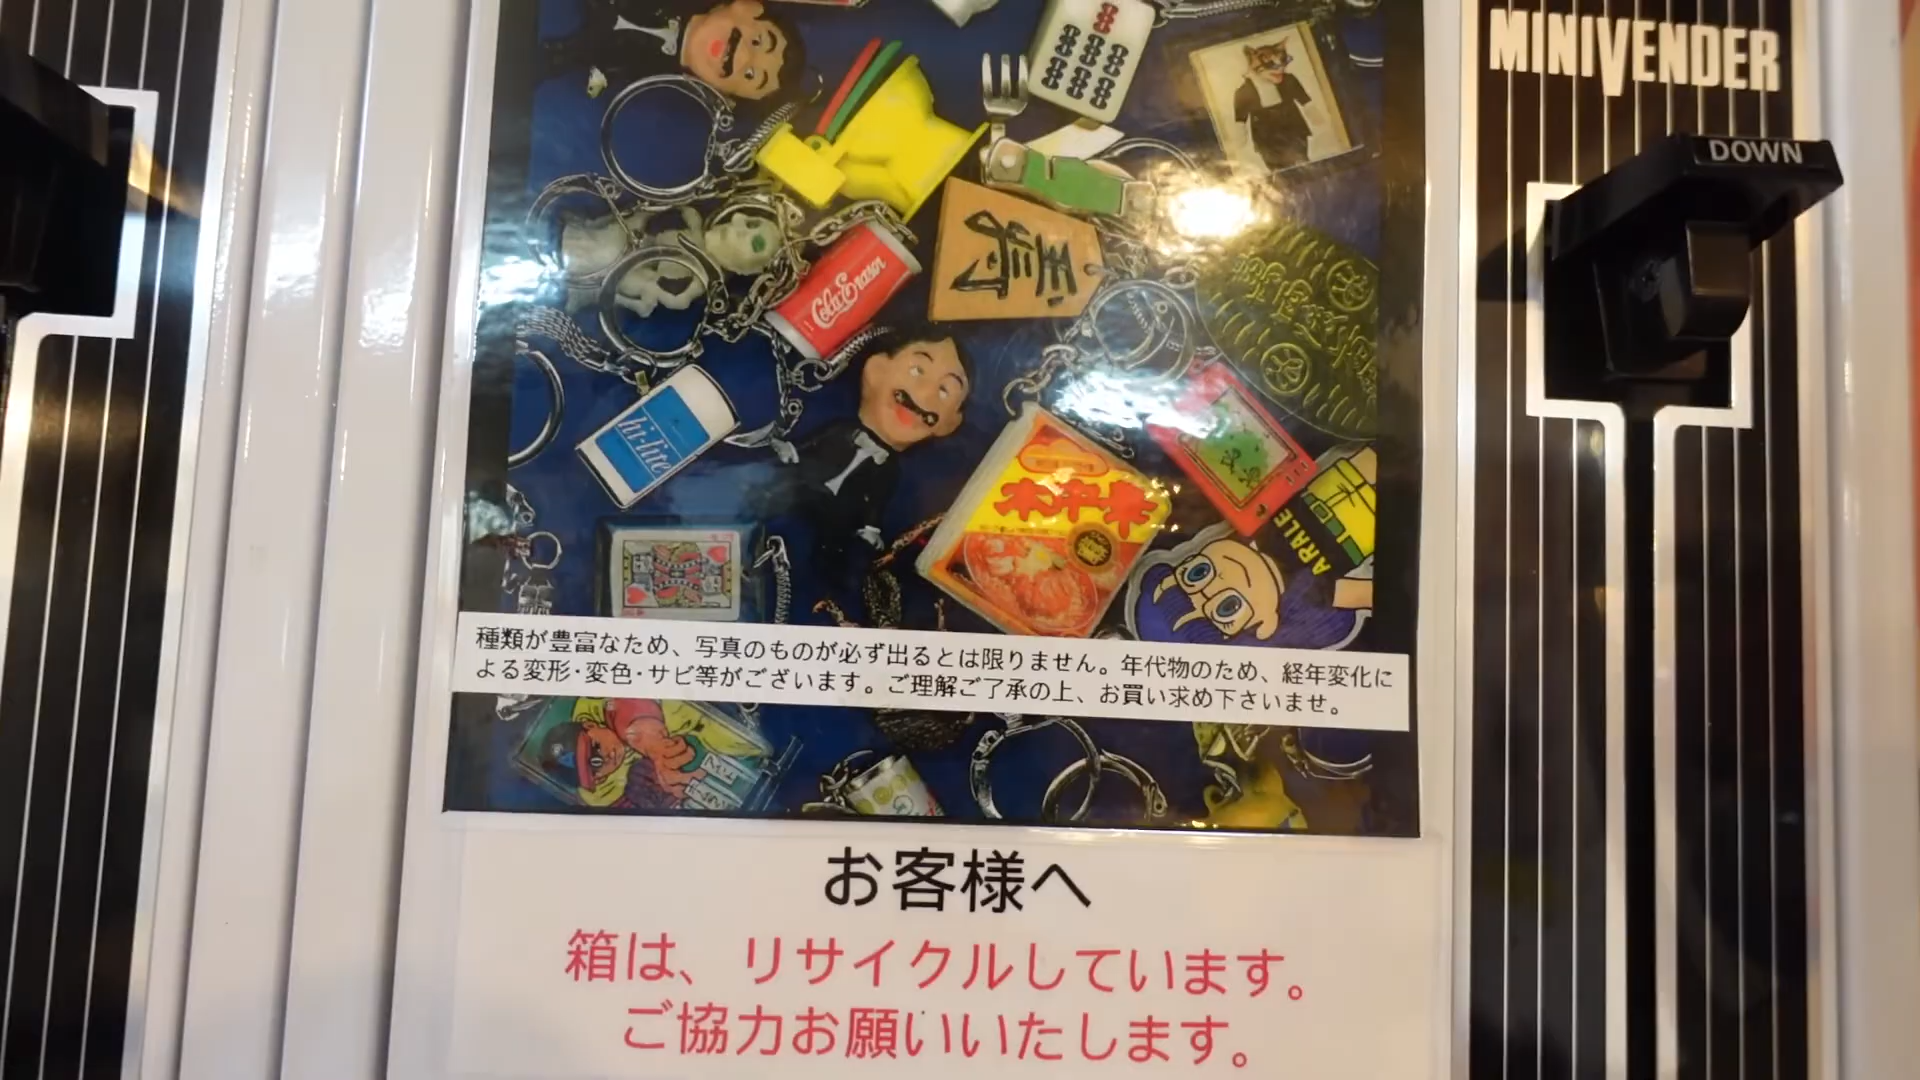 MINIVENDER
DOWN
Cola Eraser
王将
hi-lite
ARALE
種類が豊富なため、写真のものが必ず出るとは限りません。年代物のため、経年変化に
よる変形・変色・サビ等がございます。ご理解ご了承の上、お買い求め下さいませ。
お客様へ
箱は、リサイクルしています。
ご協力お願いいたします。